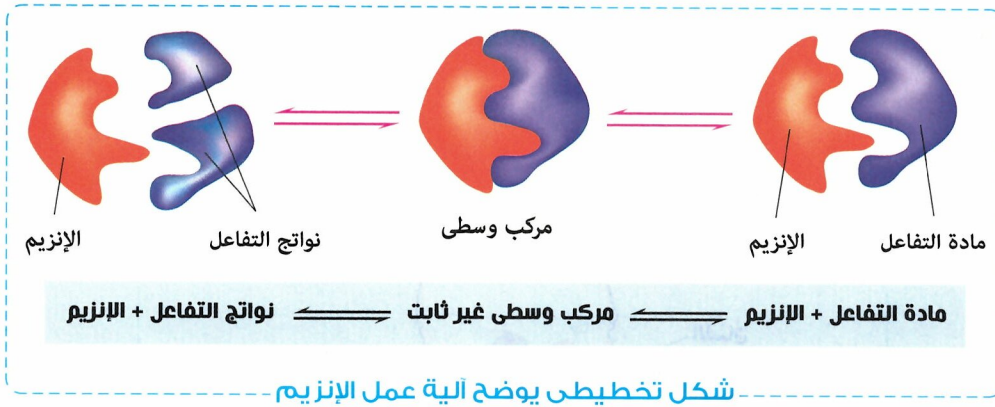 مركب وسطى
مادة التفاعل
الإنزيم
نواتج التفاعل
الإنزيم
مادة التفاعل + الإنزيم ⇌ مركب وسطى غير ثابت ⇌ نواتج التفاعل + الإنزيم
شكل تخطيطى يوضح آلية عمل الإنزيم